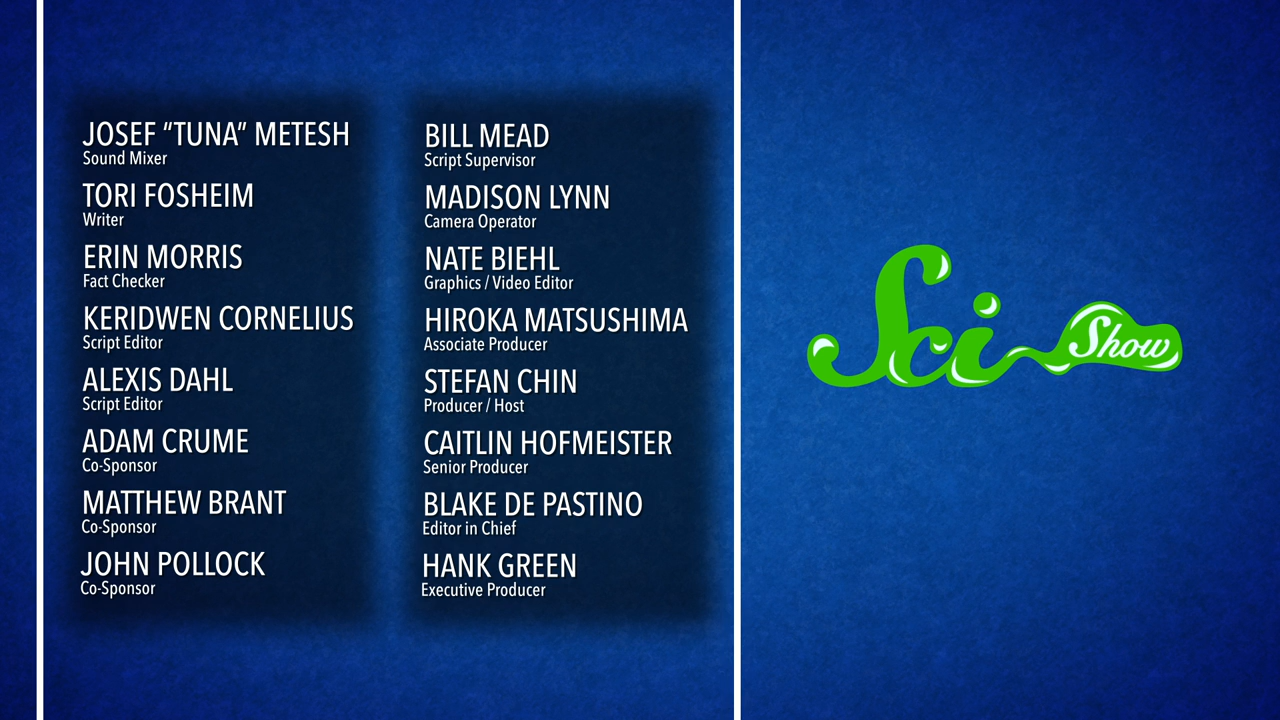 JOSEF “TUNA” METESH
Sound Mixer
TORI FOSHEIM
Writer
ERIN MORRIS
Fact Checker
KERIDWEN CORNELIUS
Script Editor
ALEXIS DAHL
Script Editor
ADAM CRUME
Co-Sponsor
MATTHEW BRANT
Co-Sponsor
JOHN POLLOCK
Co-Sponsor
BILL MEAD
Script Supervisor
MADISON LYNN
Camera Operator
NATE BIEHL
Graphics / Video Editor
HIROKA MATSUSHIMA
Associate Producer
STEFAN CHIN
Producer / Host
CAITLIN HOFMEISTER
Senior Producer
BLAKE DE PASTINO
Editor in Chief
HANK GREEN
Executive Producer
Sci Show